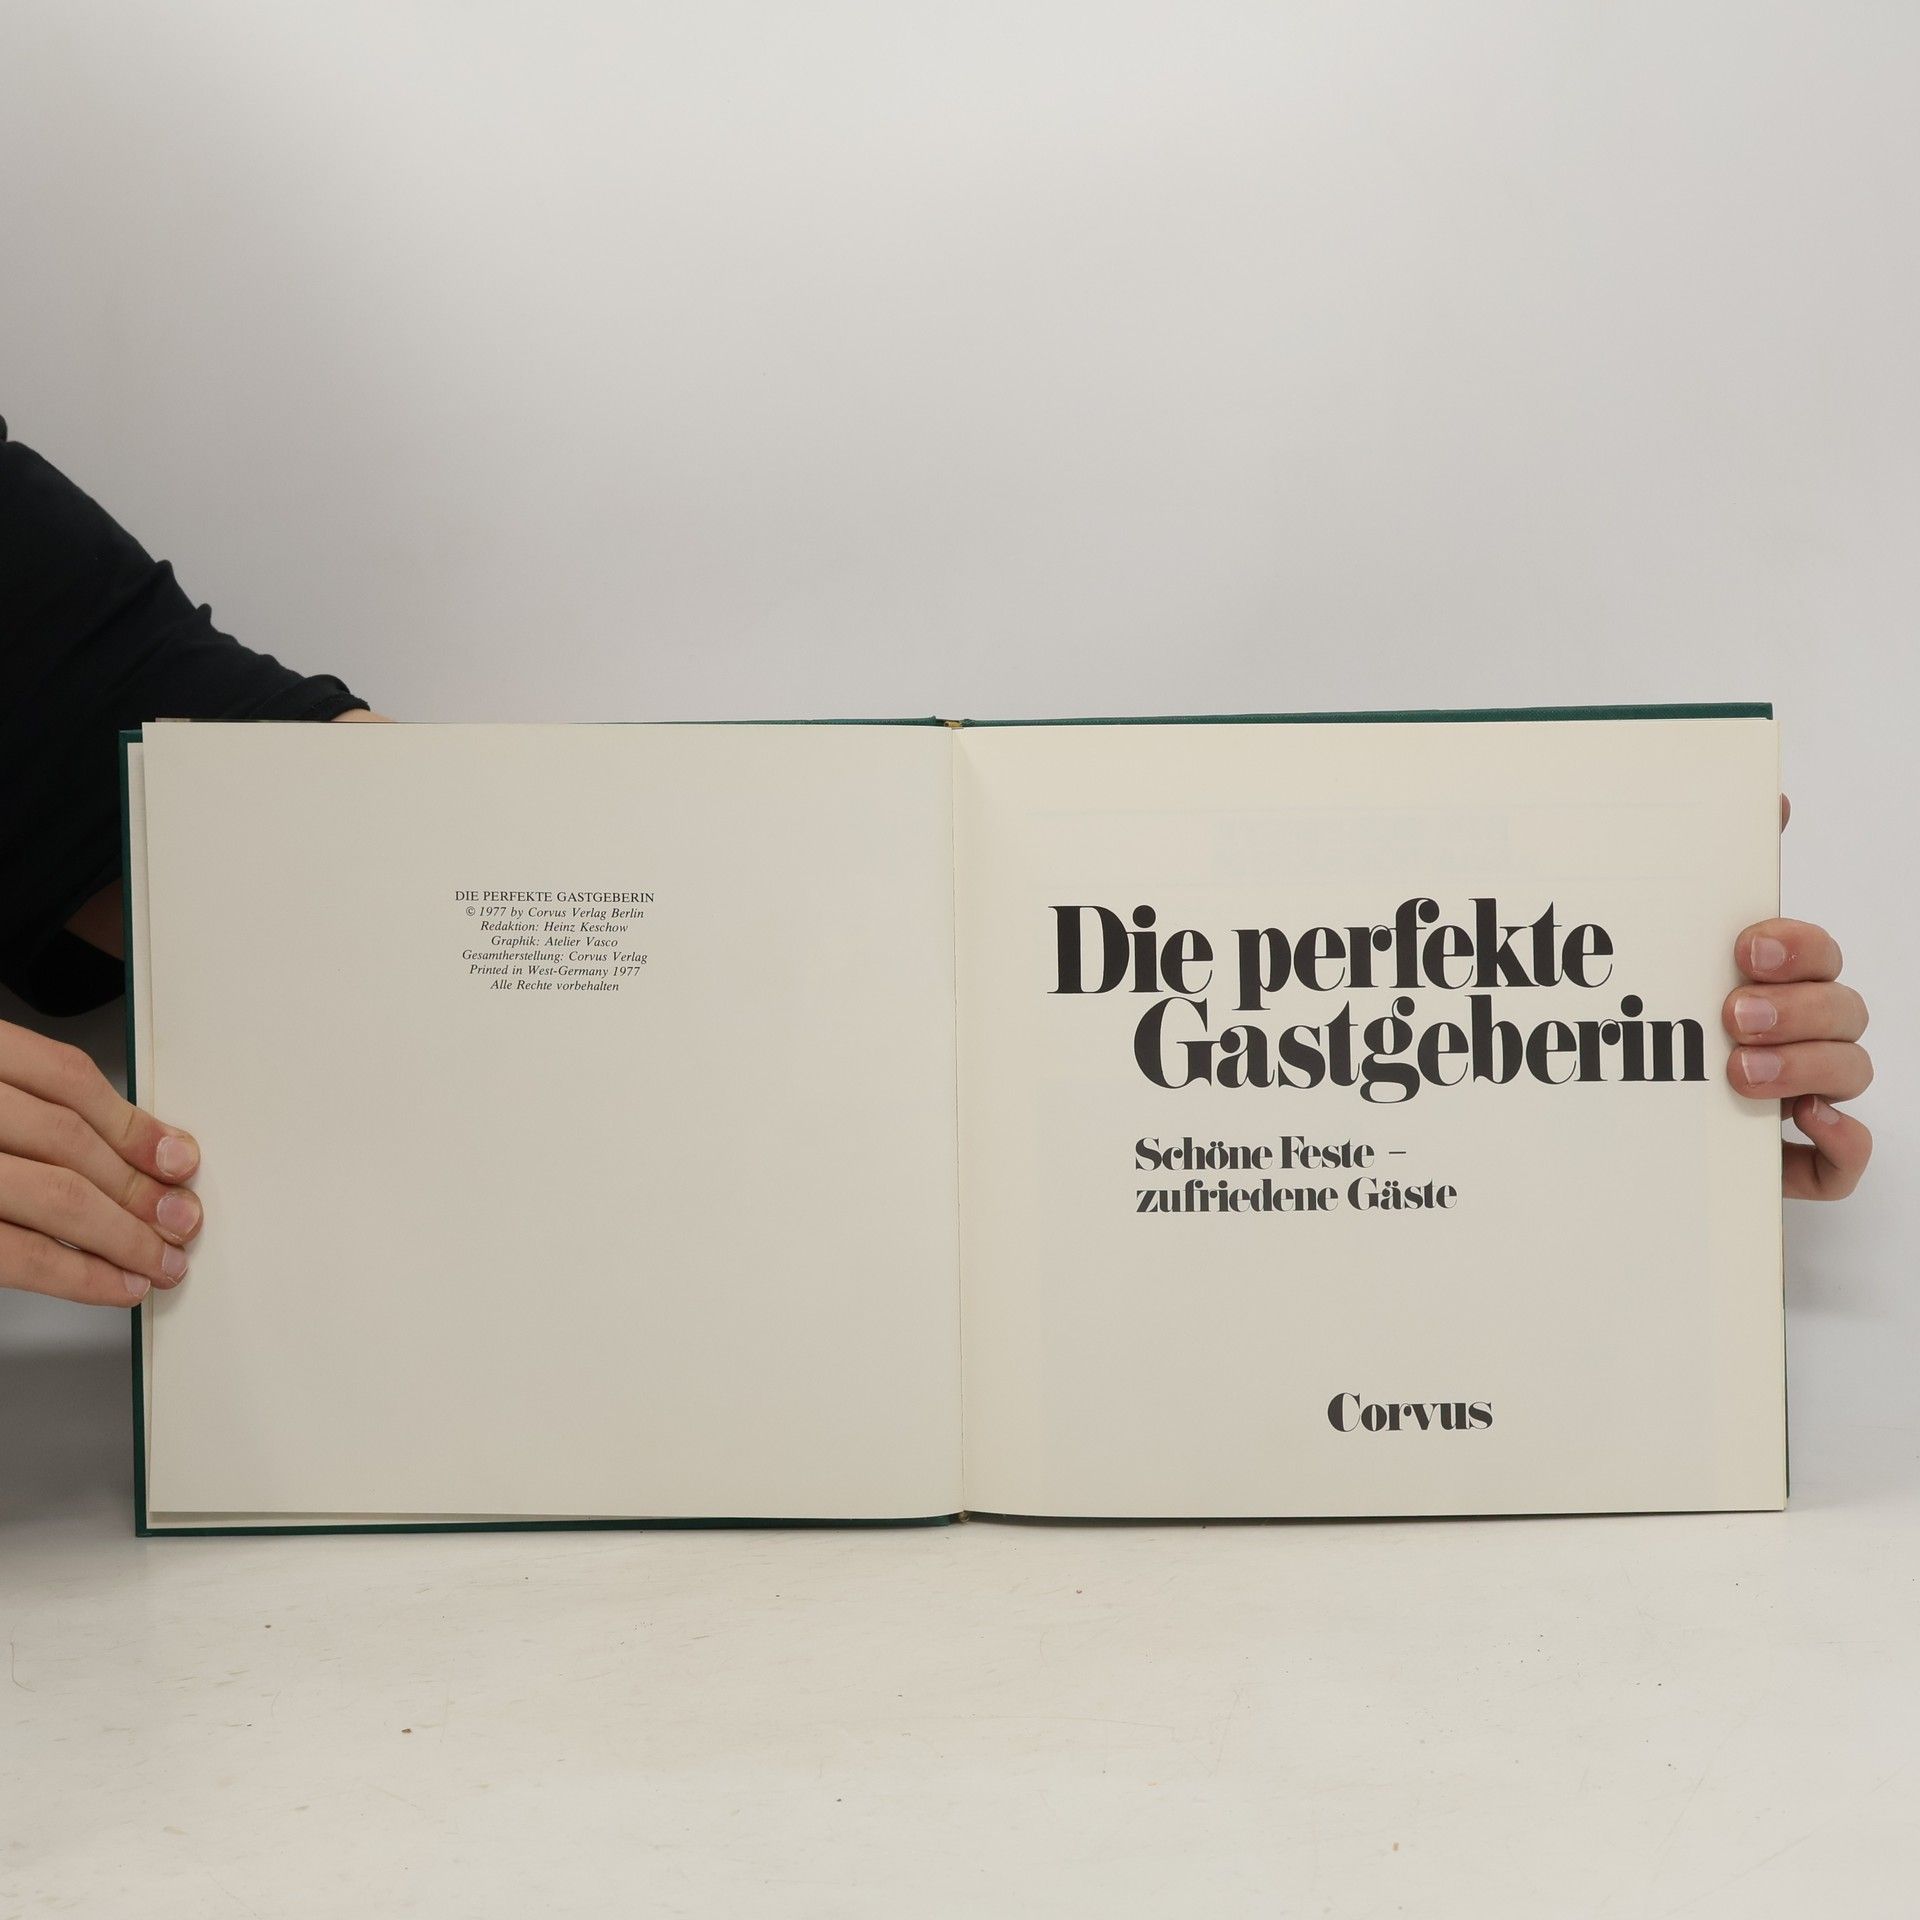 DIE PERFEKTE GASTGEBERIN
© 1977 by Corvus Verlag Berlin
Redaktion: Heinz Keschow
Graphik: Atelier Vasco
Gesamtherstellung: Corvus Verlag
Printed in West-Germany 1977
Alle Rechte vorbehalten
Die perfekte
Gastgeberin
Schöne Feste –
zufriedene Gäste
Corvus